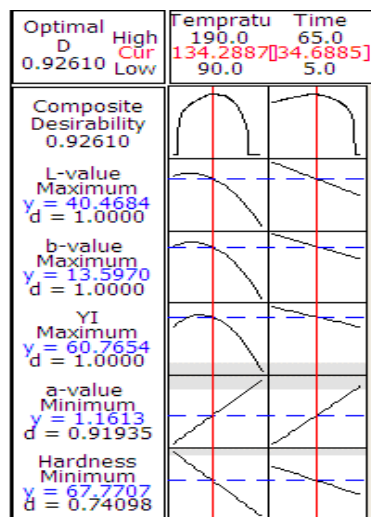 Optimal
D
0.92610
High
Cur
Low
Tempratu
190.0
134.2887[]
90.0
Time
65.0
34.6885]
5.0
Composite
Desirability
0.92610
L-value
Maximum
y = 40.4684
d = 1.0000
b-value
Maximum
y = 13.5970
d = 1.0000
YI
Maximum
y = 60.7654
d = 1.0000
a-value
Minimum
y = 1.1613
d = 0.91935
Hardness
Minimum
y = 67.7707
d = 0.74098